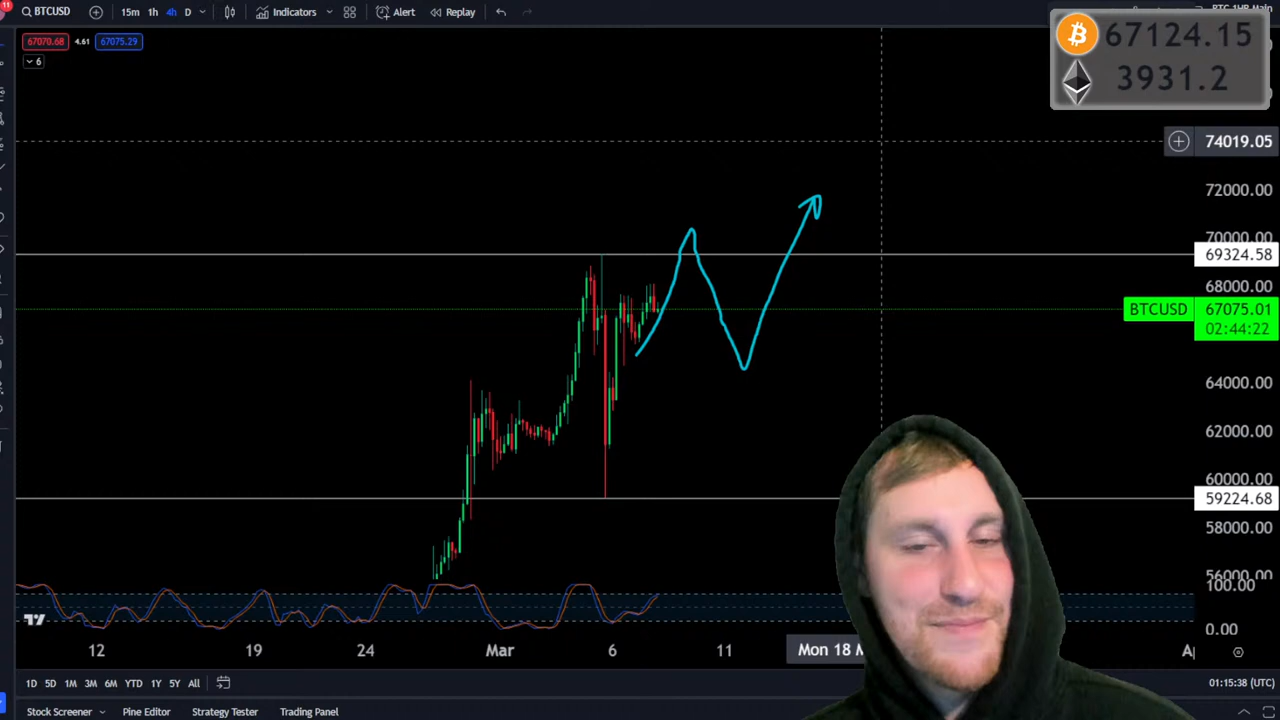 11
BTCUSD
15m 1h 4h D
Indicators
Alert
Replay
BTC 1HR Main
67070.68 4.61 67075.29
6
67124.15
3931.2
74019.05
72000.00
70000.00
69324.58
68000.00
BTCUSD 67075.01
02:44:22
64000.00
62000.00
60000.00
59224.68
58000.00
56000.00
100.00
0.00
12 19 24 Mar 6 11 Mon 18 M
1D 5D 1M 3M 6M YTD 1Y 5Y All
01:15:38 (UTC)
Stock Screener Pine Editor Strategy Tester Trading Panel